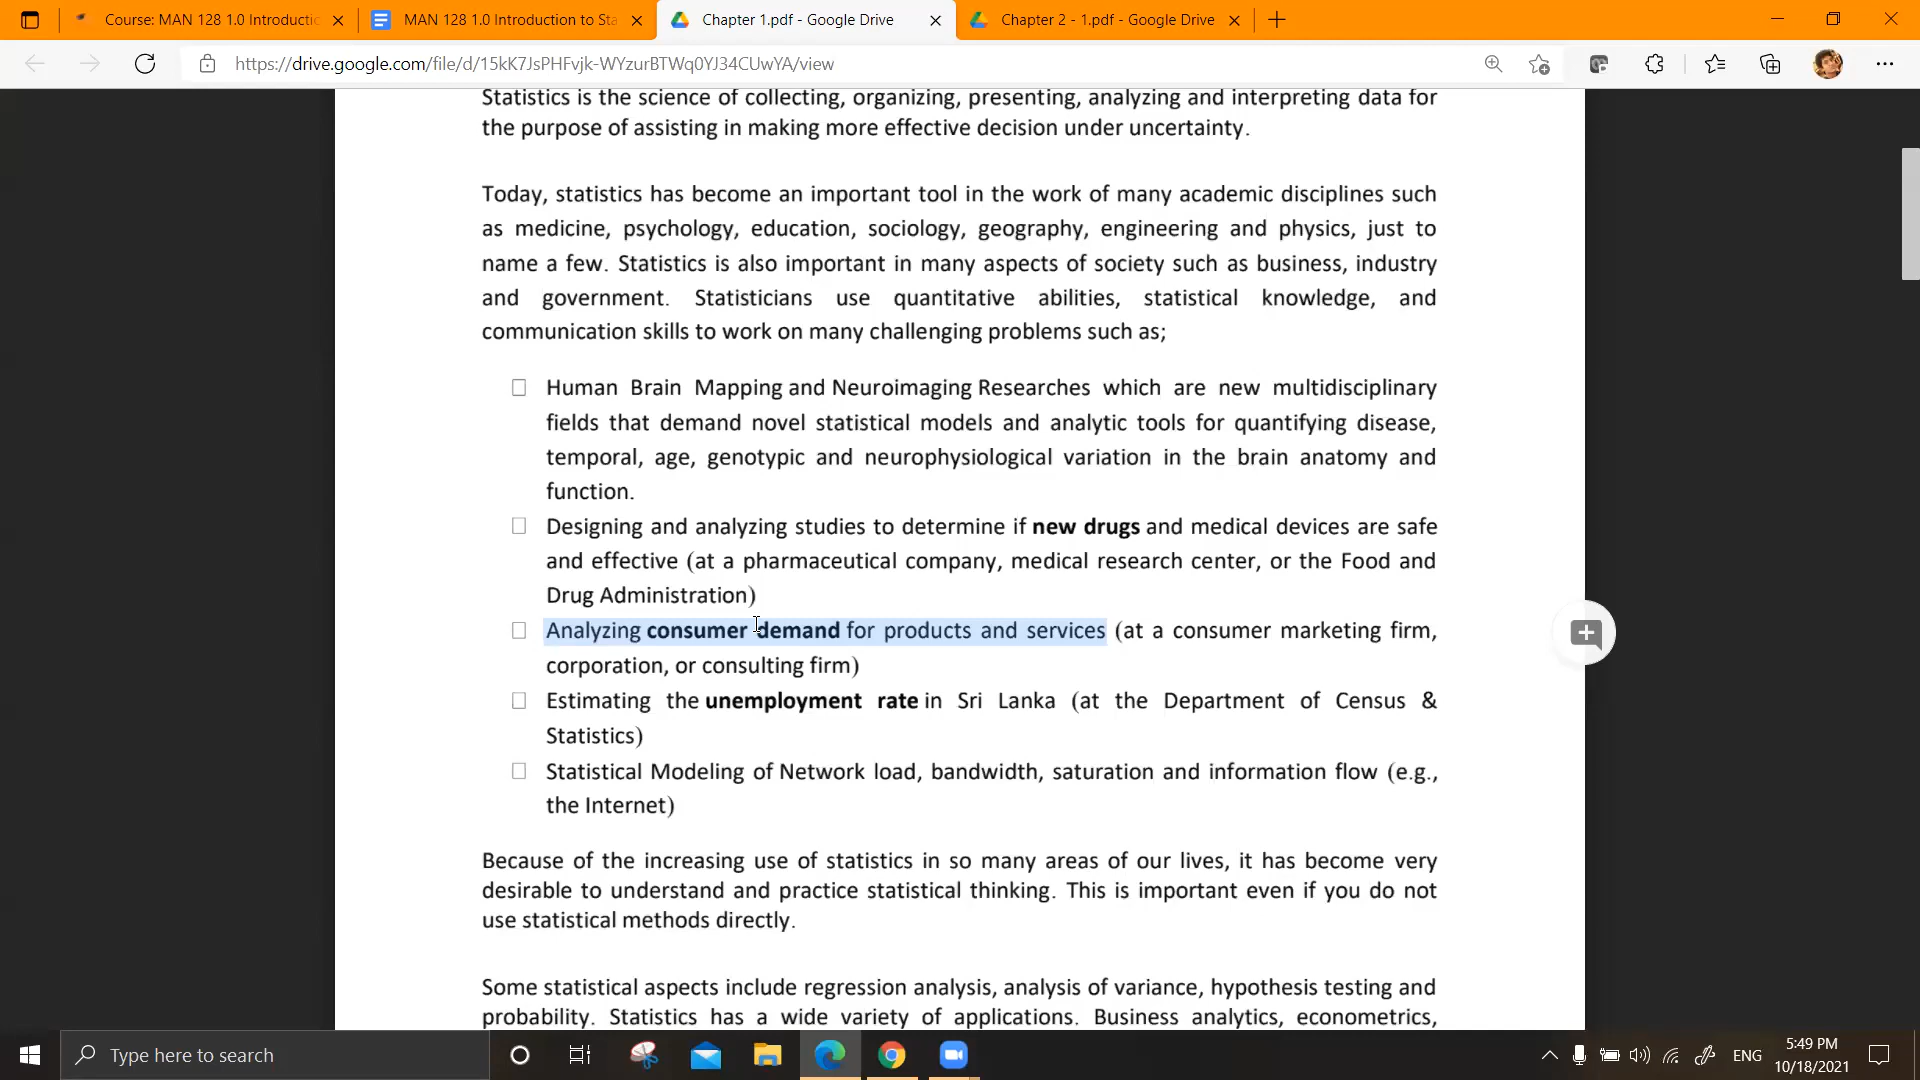 Course: MAN 128 1.0 Introductic
MAN 128 1.0 Introduction to Sta
Chapter 1.pdf - Google Drive
Chapter 2 - 1.pdf - Google Drive
https://drive.google.com/file/d/15kK7JsPHFvjk-WYzurBTWq0YJ34CUwYA/view
Statistics is the science of collecting, organizing, presenting, analyzing and interpreting data for
the purpose of assisting in making more effective decision under uncertainty.
Today, statistics has become an important tool in the work of many academic disciplines such
as medicine, psychology, education, sociology, geography, engineering and physics, just to
name a few. Statistics is also important in many aspects of society such as business, industry
and government. Statisticians use quantitative abilities, statistical knowledge, and
communication skills to work on many challenging problems such as;
Human Brain Mapping and Neuroimaging Researches which are new multidisciplinary
fields that demand novel statistical models and analytic tools for quantifying disease,
temporal, age, genotypic and neurophysiological variation in the brain anatomy and
function.
Designing and analyzing studies to determine if new drugs and medical devices are safe
and effective (at a pharmaceutical company, medical research center, or the Food and
Drug Administration)
Analyzing consumer demand for products and services (at a consumer marketing firm,
corporation, or consulting firm)
Estimating the unemployment rate in Sri Lanka (at the Department of Census &
Statistics)
Statistical Modeling of Network load, bandwidth, saturation and information flow (e.g.,
the Internet)
Because of the increasing use of statistics in so many areas of our lives, it has become very
desirable to understand and practice statistical thinking. This is important even if you do not
use statistical methods directly.
Some statistical aspects include regression analysis, analysis of variance, hypothesis testing and
probability. Statistics has a wide variety of applications. Business analytics, econometrics,
Type here to search
ENG
5:49 PM
10/18/2021